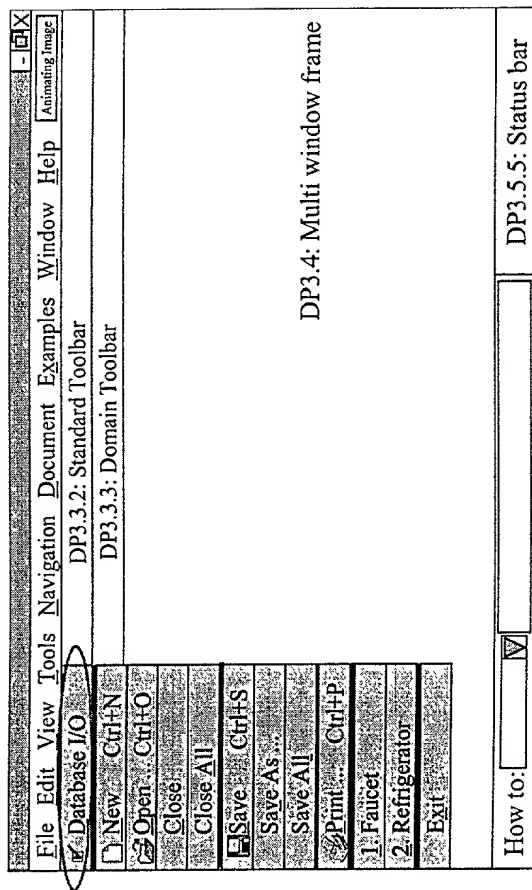 File Edit View Tools Navigation Document Examples Window Help Animating Image
Database I/O
DP3.3.2: Standard Toolbar
New Ctrl+N
DP3.3.3: Domain Toolbar
Open ... Ctrl+O
Close
Close All
Save Ctrl+S
Save As ...
Save All
Print ... Ctrl+P
1. Faucet
2. Refrigerator
Exit
DP3.4: Multi window frame
How to:
DP3.5.5: Status bar